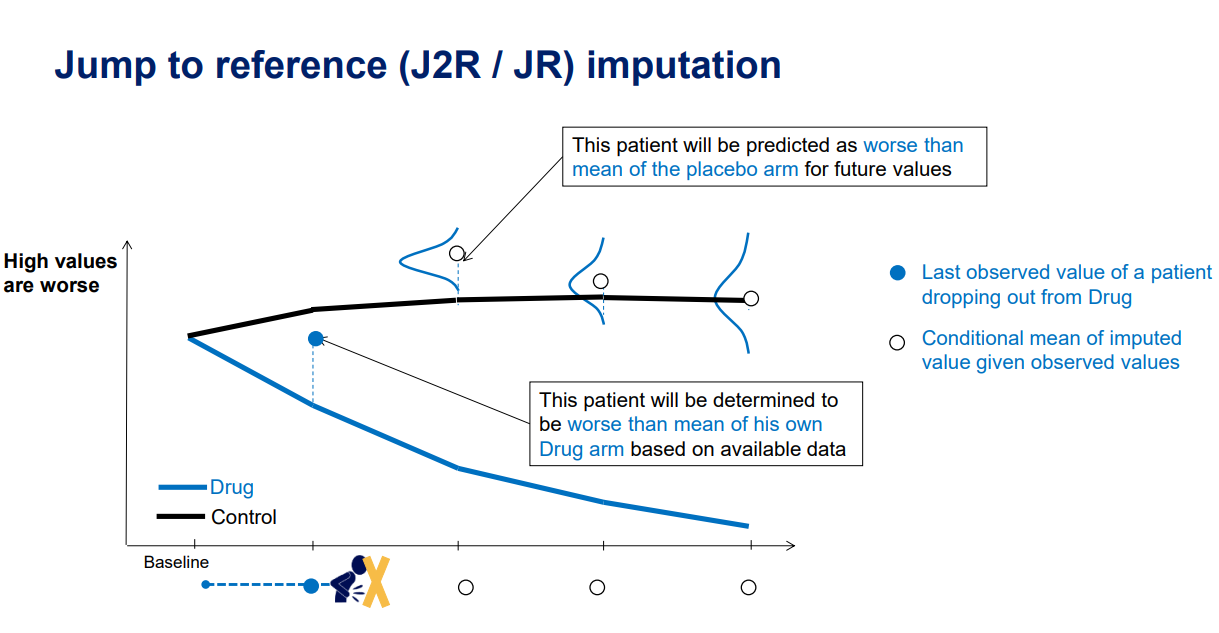 Jump to reference (J2R / JR) imputation
This patient will be predicted as worse than
mean of the placebo arm for future values
High values
are worse
Last observed value of a patient
dropping out from Drug
Conditional mean of imputed
value given observed values
This patient will be determined to
be worse than mean of his own
Drug arm based on available data
Drug
Control
Baseline